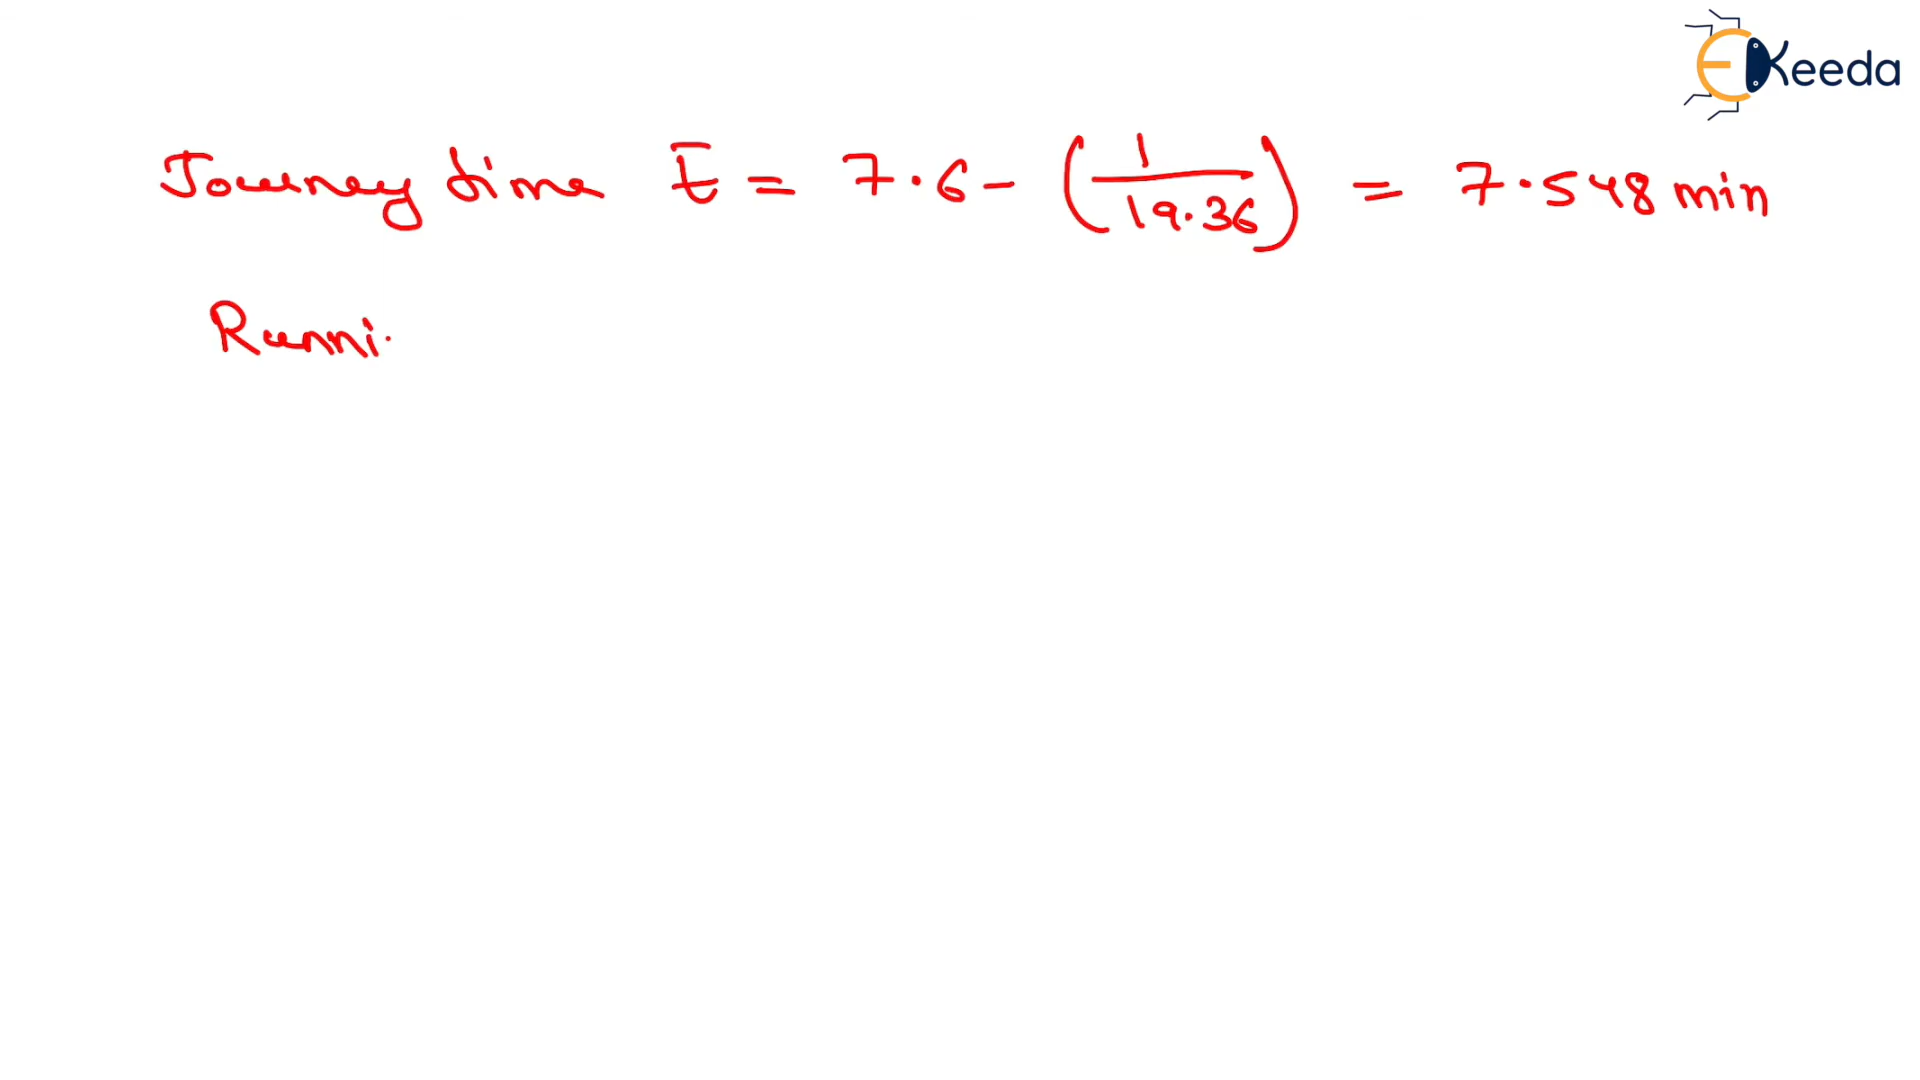 EKeeda
Journey time t̄ = 7.6 - (1/19.36) = 7.548 min
Runni